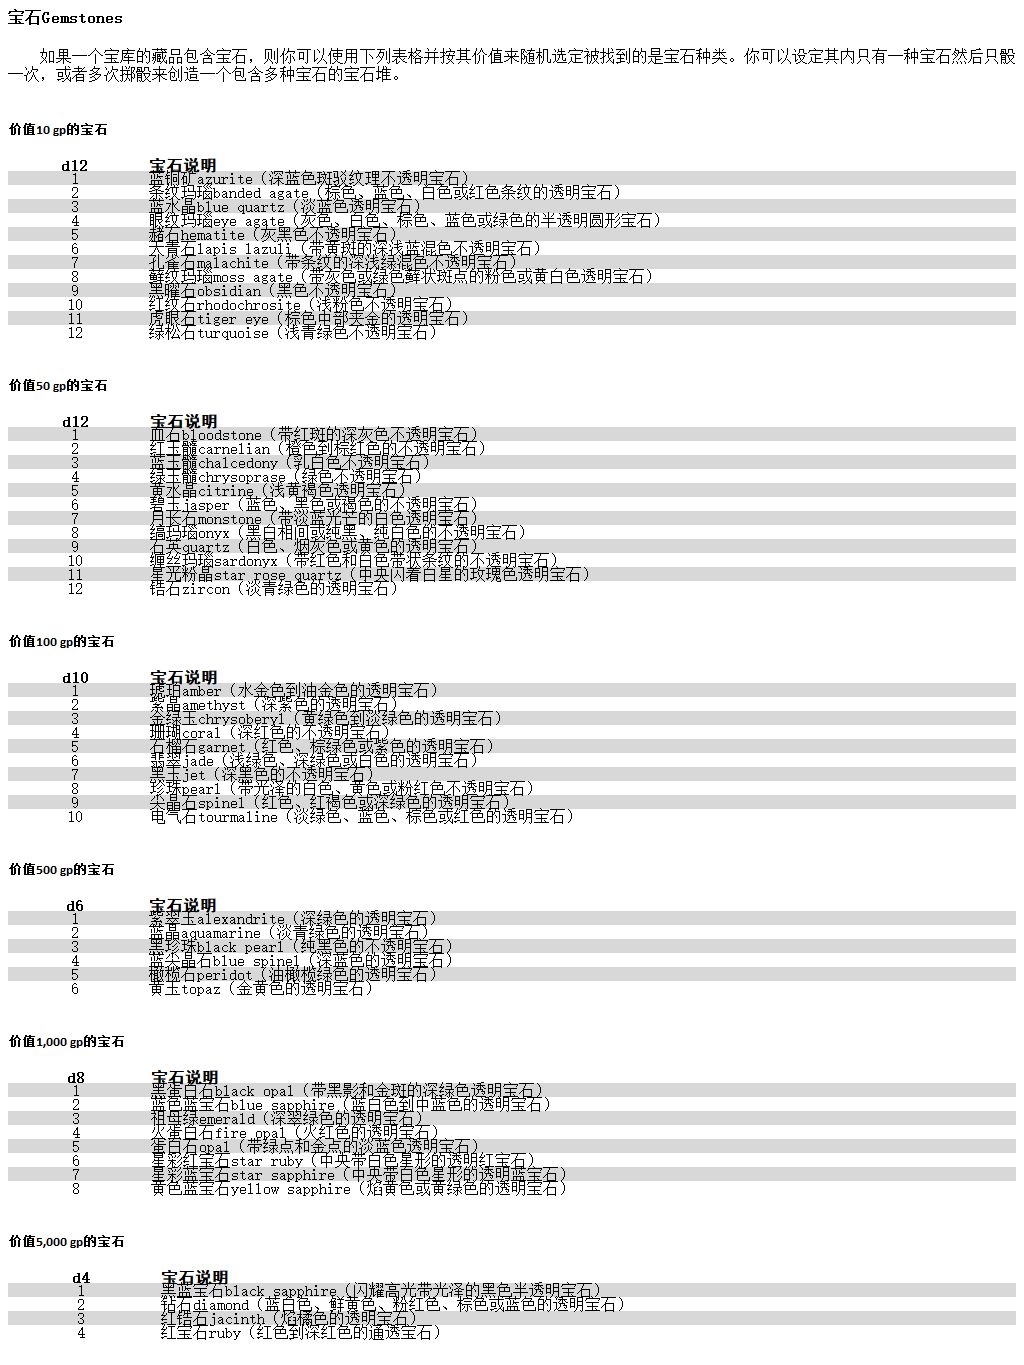 宝石Gemstones
如果一个宝库的藏品包含宝石，则你可以使用下列表格并按其价值来随机选定被找到的是宝石种类。你可以设定其内只有一种宝石然后只骰
一次，或者多次掷骰来创造一个包含多种宝石的宝石堆。
价值10 gp的宝石
d12 宝石说明
1 蓝铜矿azurite（深蓝色斑驳纹理不透明宝石）
2 条纹玛瑙banded agate（棕色、蓝色、白色或红色条纹的透明宝石）
3 蓝水晶blue quartz（淡蓝色透明宝石）
4 眼纹玛瑙eye agate（灰色、白色、棕色、蓝色或绿色的半透明圆形宝石）
5 赭石hematite（灰黑色不透明宝石）
6 天青石lapis lazuli（带黄斑的深浅蓝混色不透明宝石）
7 孔雀石malachite（带条纹的深浅绿混色不透明宝石）
8 藓纹玛瑙moss agate（带灰色或绿色藓状斑点的粉色或黄白色透明宝石）
9 黑曜石obsidian（黑色不透明宝石）
10 红纹石rhodochrosite（浅粉色不透明宝石）
11 虎眼石tiger eye（棕色中部夹金的透明宝石）
12 绿松石turquoise（浅青绿色不透明宝石）
价值50 gp的宝石
d12 宝石说明
1 血石bloodstone（带红斑的深灰色不透明宝石）
2 红玉髓carnelian（橙色到棕红色的不透明宝石）
3 蓝玉髓chalcedony（乳白色不透明宝石）
4 绿玉髓chrysoprase（绿色不透明宝石）
5 黄水晶citrine（浅黄褐色透明宝石）
6 碧玉jasper（蓝色、黑色或褐色的不透明宝石）
7 月长石monstone（带淡蓝光芒的白色透明宝石）
8 缟玛瑙onyx（黑白相间或纯黑、纯白色的不透明宝石）
9 石英quartz（白色、烟灰色或黄色的透明宝石）
10 缠丝玛瑙sardonyx（带红色和白色带状条纹的不透明宝石）
11 星光粉晶star rose quartz（中央闪着白星的玫瑰色透明宝石）
12 锆石zircon（淡青绿色的透明宝石）
价值100 gp的宝石
d10 宝石说明
1 琥珀amber（水金色到油金色的透明宝石）
2 紫晶amethyst（深紫色的透明宝石）
3 金绿玉chrysoberyl（黄绿色到淡绿色的透明宝石）
4 珊瑚coral（深红色的不透明宝石）
5 石榴石garnet（红色、棕绿色或紫色的透明宝石）
6 翡翠jade（浅绿色、深绿色或白色的透明宝石）
7 黑玉jet（深黑色的不透明宝石）
8 珍珠pearl（带光泽的白色、黄色或粉红色不透明宝石）
9 尖晶石spinel（红色、红褐色或深绿色的透明宝石）
10 电气石tourmaline（淡绿色、蓝色、棕色或红色的透明宝石）
价值500 gp的宝石
d6 宝石说明
1 紫翠玉alexandrite（深绿色的透明宝石）
2 蓝晶aquamarine（淡青绿色的透明宝石）
3 黑珍珠black pearl（纯黑色的不透明宝石）
4 蓝尖晶石blue spinel（深蓝色的透明宝石）
5 橄榄石peridot（油橄榄绿色的透明宝石）
6 黄玉topaz（金黄色的透明宝石）
价值1,000 gp的宝石
d8 宝石说明
1 黑蛋白石black opal（带黑影和金斑的深绿色透明宝石）
2 蓝色蓝宝石blue sapphire（蓝白色到中蓝色的透明宝石）
3 祖母绿emerald（深翠绿色的透明宝石）
4 火蛋白石fire opal（火红色的透明宝石）
5 蛋白石opal（带绿点和金点的淡蓝色透明宝石）
6 星彩红宝石star ruby（中央带白色星形的透明红宝石）
7 星彩蓝宝石star sapphire（中央带白色星形的透明蓝宝石）
8 黄色蓝宝石yellow sapphire（焰黄色或黄绿色的透明宝石）
价值5,000 gp的宝石
d4 宝石说明
1 黑蓝宝石black sapphire（闪耀高光带光泽的黑色半透明宝石）
2 钻石diamond（蓝白色、鲜黄色、粉红色、棕色或蓝色的透明宝石）
3 红锆石jacinth（焰橘色的透明宝石）
4 红宝石ruby（红色到深红色的通透宝石）